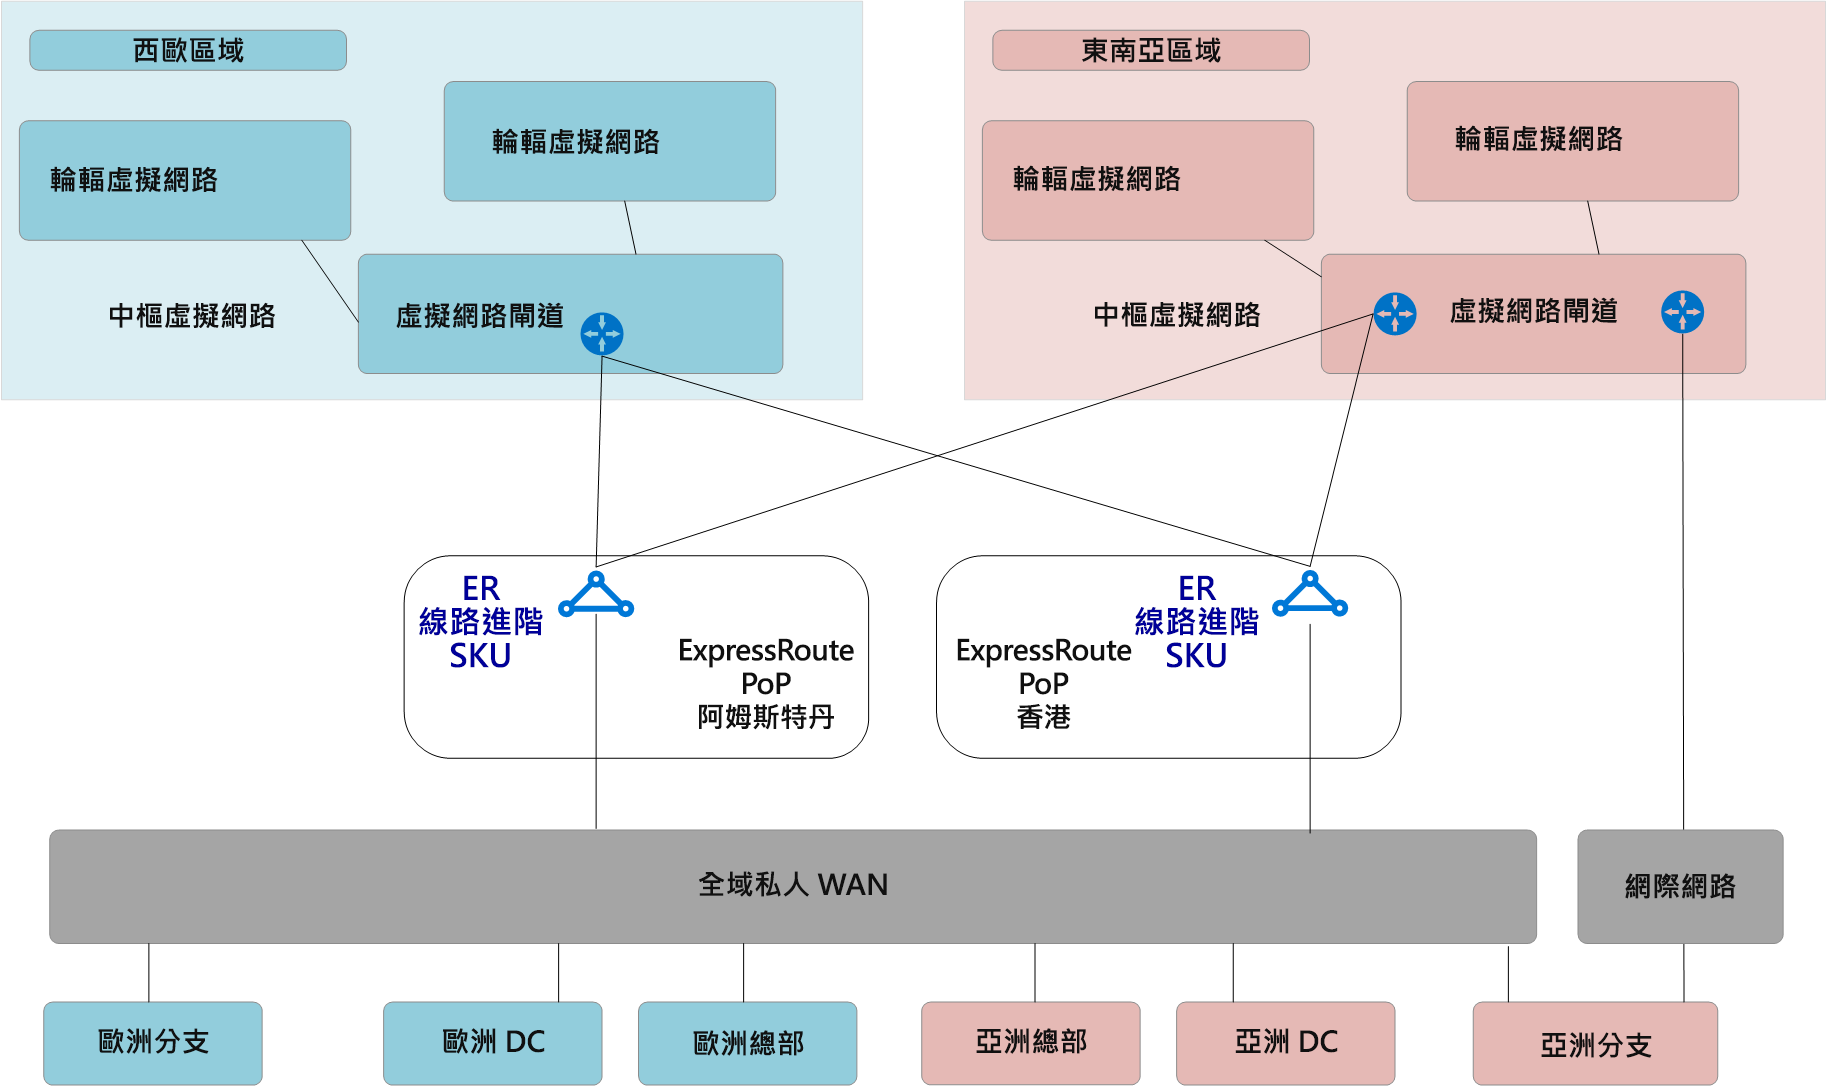 西歐區域
東南亞區域
輪輻虛擬網路
輪輻虛擬網路
輪輻虛擬網路
輪輻虛擬網路
中樞虛擬網路
虛擬網路閘道
中樞虛擬網路
虛擬網路閘道
ER
線路進階
SKU
ExpressRoute
PoP
阿姆斯特丹
ExpressRoute
PoP
香港
ER
線路進階
SKU
全域私人 WAN
網際網路
歐洲分支
歐洲 DC
歐洲總部
亞洲總部
亞洲 DC
亞洲分支